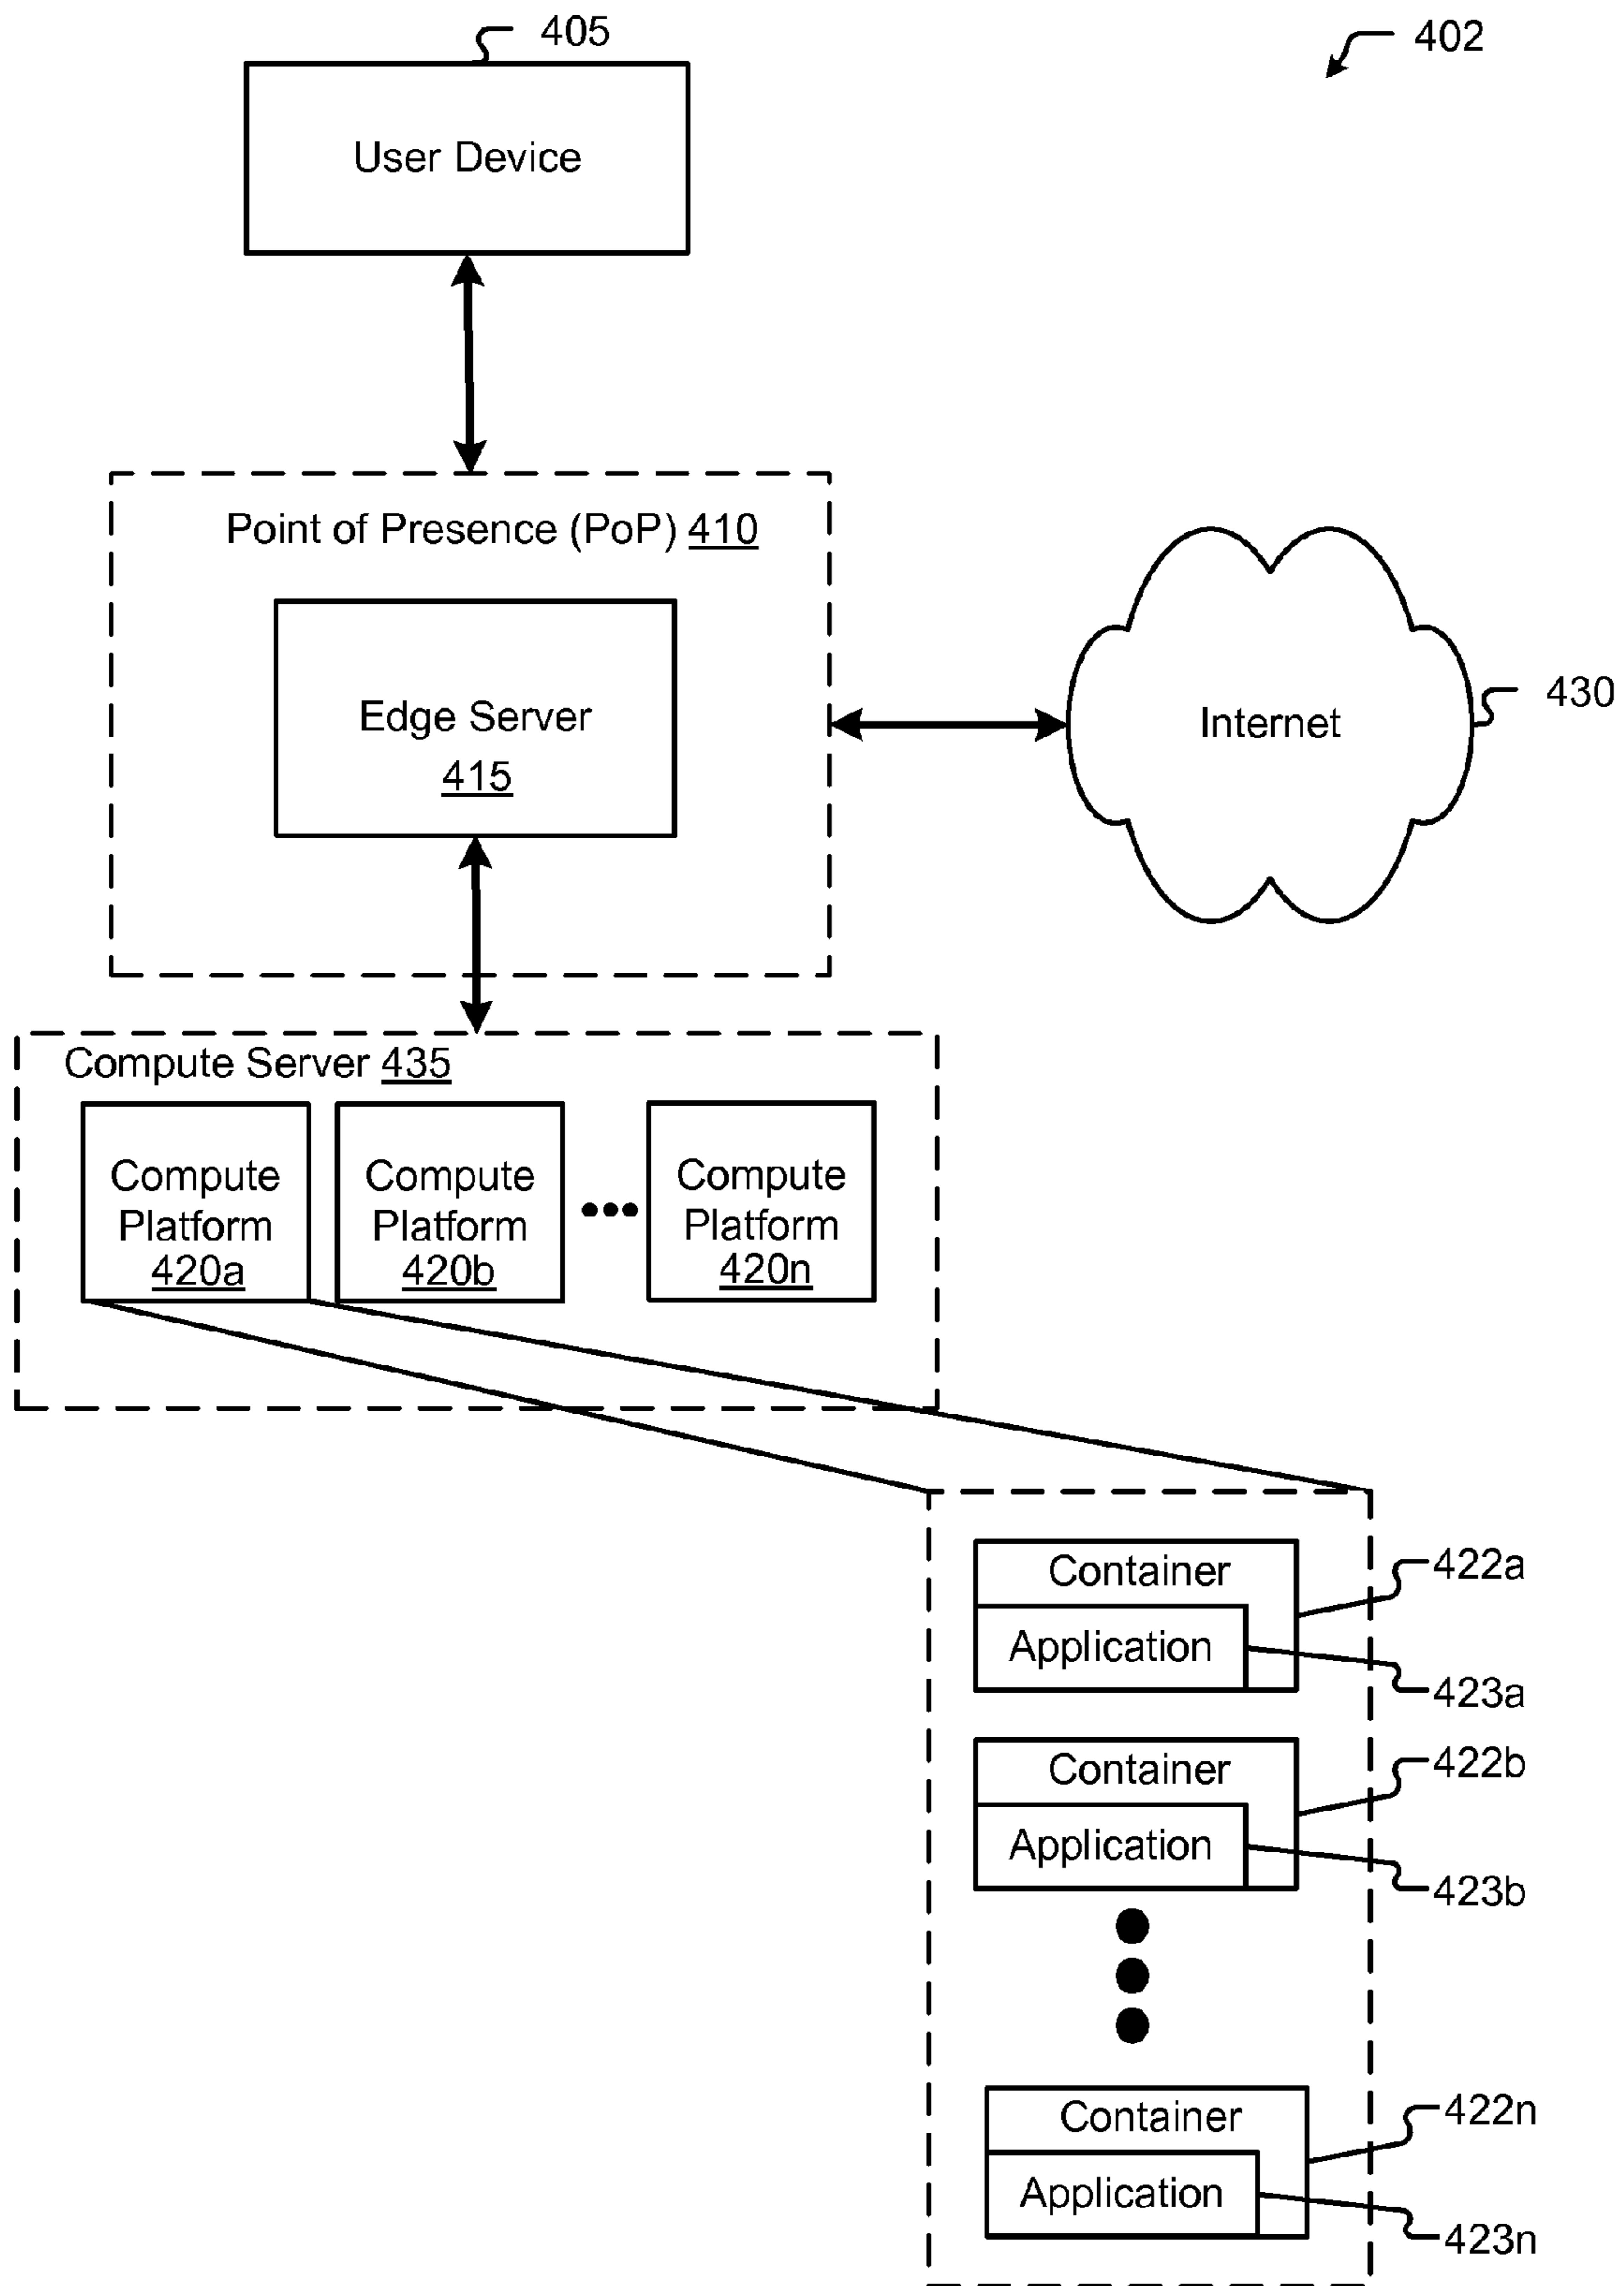 405
402
User Device
Point of Presence (PoP) 410
Edge Server
415
Internet
430
Compute Server 435
Compute
Platform
420a
Compute
Platform
420b
Compute
Platform
420n
Container
422a
Application
423a
Container
422b
Application
423b
Container
422n
Application
423n